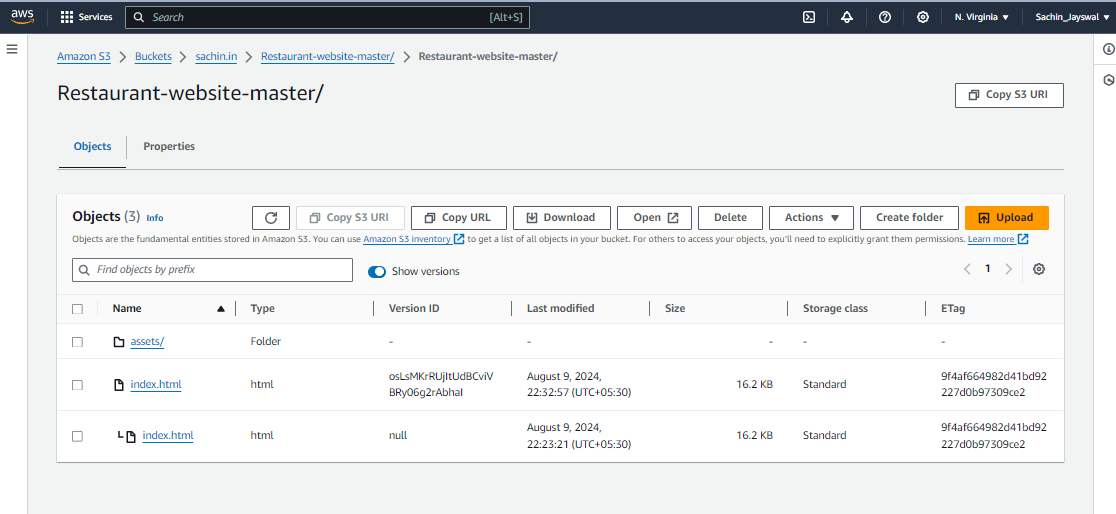 aws Services Search [Alt+S] N. Virginia Sachin_Jayswal
Amazon S3 Buckets sachin.in Restaurant-website-master/ Restaurant-website-master/
Restaurant-website-master/ Copy S3 URI
Objects Properties
Objects (3) Info Copy S3 URI Copy URL Download Open Delete Actions Create folder Upload
Objects are the fundamental entities stored in Amazon S3. You can use Amazon S3 inventory to get a list of all objects in your bucket. For others to access your objects, you'll need to explicitly grant them permissions. Learn more
Find objects by prefix Show versions 1
Name Type Version ID Last modified Size Storage class ETag
assets/ Folder - - - - -
index.html html osLsMKrRUjItUdBCviV August 9, 2024, 16.2 KB Standard 9f4af664982d41bd92
BRy06g2rAbhaI 22:32:57 (UTC+05:30) 227d0b97309ce2
index.html html null August 9, 2024, 16.2 KB Standard 9f4af664982d41bd92
22:23:21 (UTC+05:30) 227d0b97309ce2